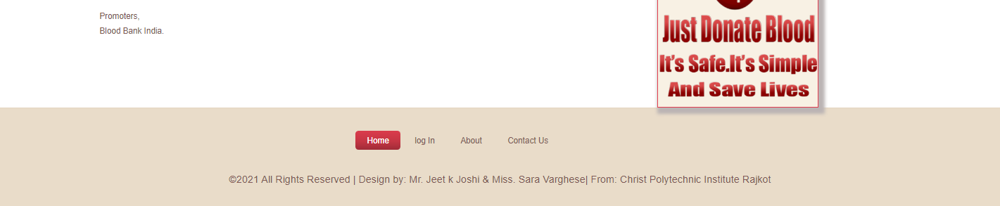 Promoters,
Blood Bank India.
Just Donate Blood
It's Safe.It's Simple
And Save Lives
Home log In About Contact Us
©2021 All Rights Reserved | Design by: Mr. Jeet k Joshi & Miss. Sara Varghese| From: Christ Polytechnic Institute Rajkot